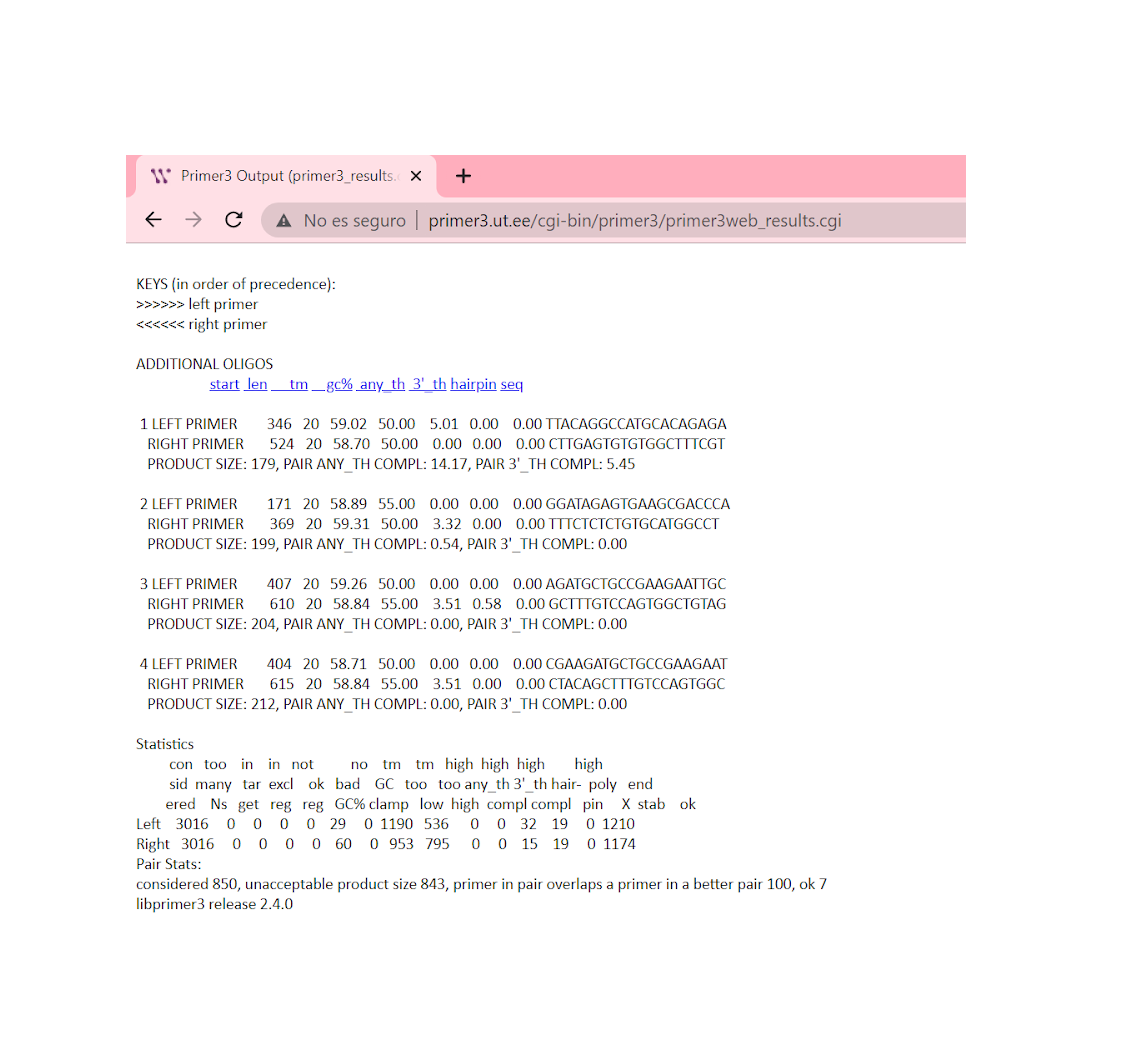 Primer3 Output (primer3_results.
No es seguro | primer3.ut.ee/cgi-bin/primer3/primer3web_results.cgi
KEYS (in order of precedence):
>>>>>> left primer
<<<<<< right primer
ADDITIONAL OLIGOS
start len tm gc% any_th 3'_th hairpin seq
1 LEFT PRIMER 346 20 59.02 50.00 5.01 0.00 0.00 TTACAGGCCATGCACAGAGA
RIGHT PRIMER 524 20 58.70 50.00 0.00 0.00 0.00 CTTGAGTGTGTGGCTTTCGT
PRODUCT SIZE: 179, PAIR ANY_TH COMPL: 14.17, PAIR 3'_TH COMPL: 5.45
2 LEFT PRIMER 171 20 58.89 55.00 0.00 0.00 0.00 GGATAGAGTGAAGCGACCCA
RIGHT PRIMER 369 20 59.31 50.00 3.32 0.00 0.00 TTTCTCTCTGTGCATGGCCT
PRODUCT SIZE: 199, PAIR ANY_TH COMPL: 0.54, PAIR 3'_TH COMPL: 0.00
3 LEFT PRIMER 407 20 59.26 50.00 0.00 0.00 0.00 AGATGCTGCCGAAGAATTGC
RIGHT PRIMER 610 20 58.84 55.00 3.51 0.58 0.00 GCTTTGTCCAGTGGCTGTAG
PRODUCT SIZE: 204, PAIR ANY_TH COMPL: 0.00, PAIR 3'_TH COMPL: 0.00
4 LEFT PRIMER 404 20 58.71 50.00 0.00 0.00 0.00 CGAAGATGCTGCCGAAGAAT
RIGHT PRIMER 615 20 58.84 55.00 3.51 0.00 0.00 CTACAGCTTTGTCCAGTGGC
PRODUCT SIZE: 212, PAIR ANY_TH COMPL: 0.00, PAIR 3'_TH COMPL: 0.00
Statistics
con too in in not no tm tm high high high high
sid many tar excl ok bad GC too too any_th 3'_th hair- poly end
ered Ns get reg reg GC% clamp low high compl compl pin X stab ok
Left 3016 0 0 0 0 29 0 1190 536 0 0 32 19 0 1210
Right 3016 0 0 0 0 60 0 953 795 0 0 15 19 0 1174
Pair Stats:
considered 850, unacceptable product size 843, primer in pair overlaps a primer in a better pair 100, ok 7
libprimer3 release 2.4.0